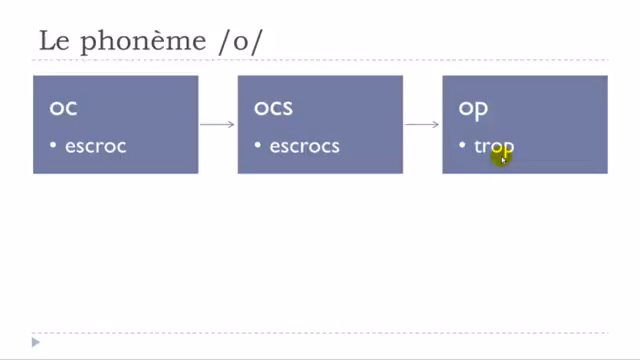 Le phonème /o/
oc
• escroc
ocs
• escrocs
op
• trop